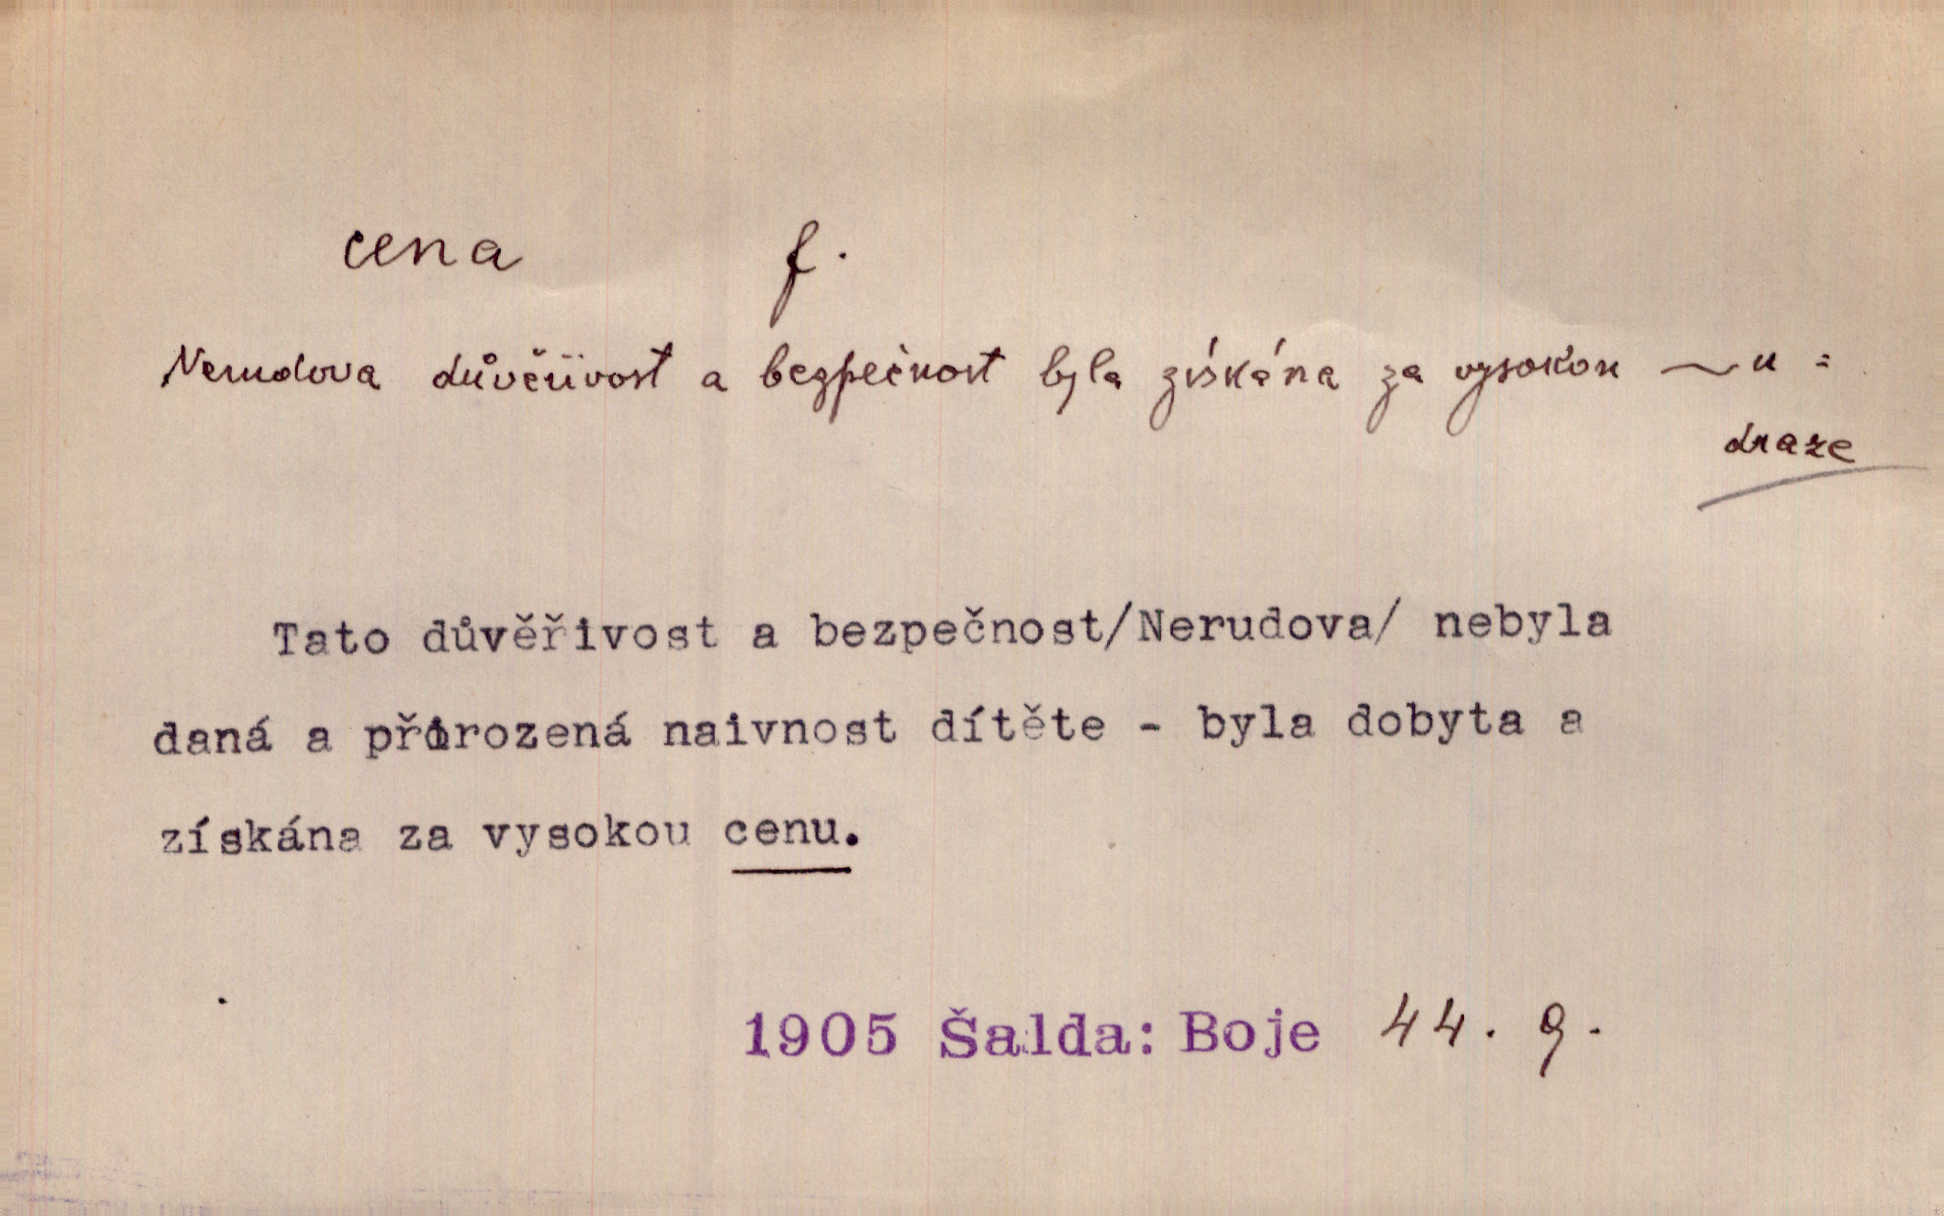 cena f.
Nerudova důvěřivost a bezpečnost byla získána za vysokou ~u =
draze
Tato důvěřivost a bezpečnost/Nerudova/ nebyla
daná a přirozená naivnost dítěte - byla dobyta a
získána za vysokou cenu.
1905 Šalda: Boje 44. 9.